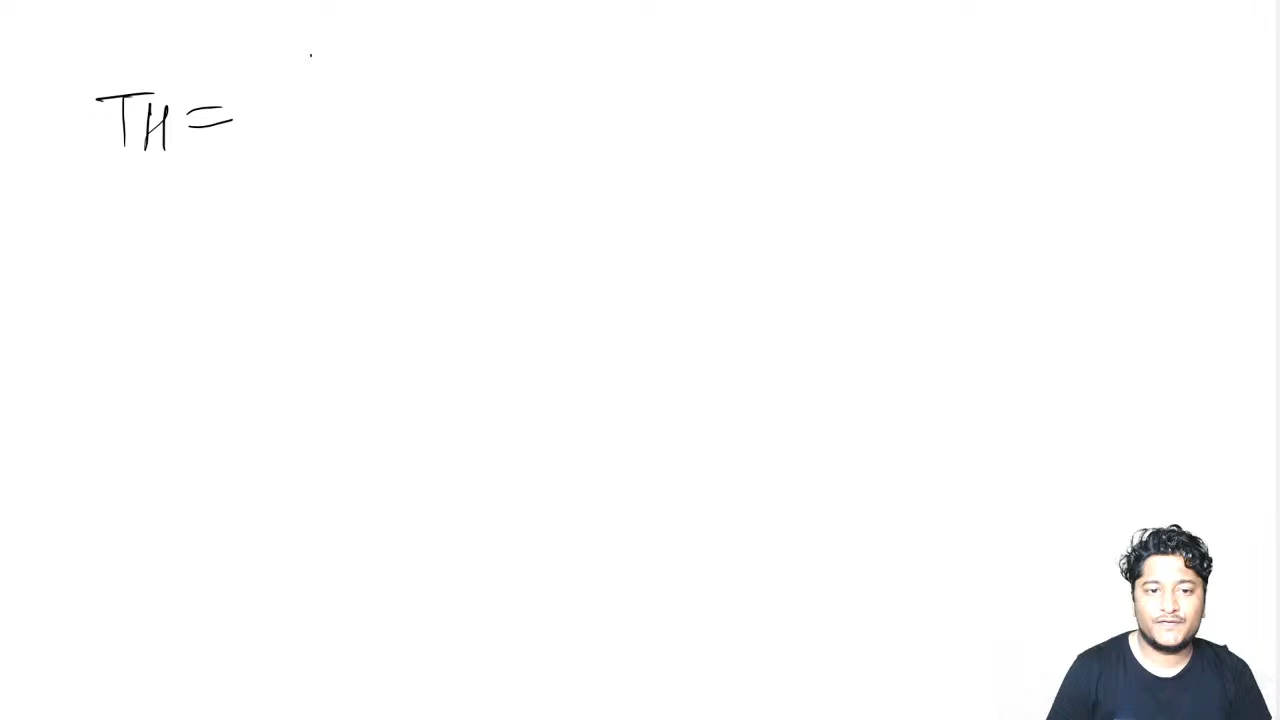 TH =